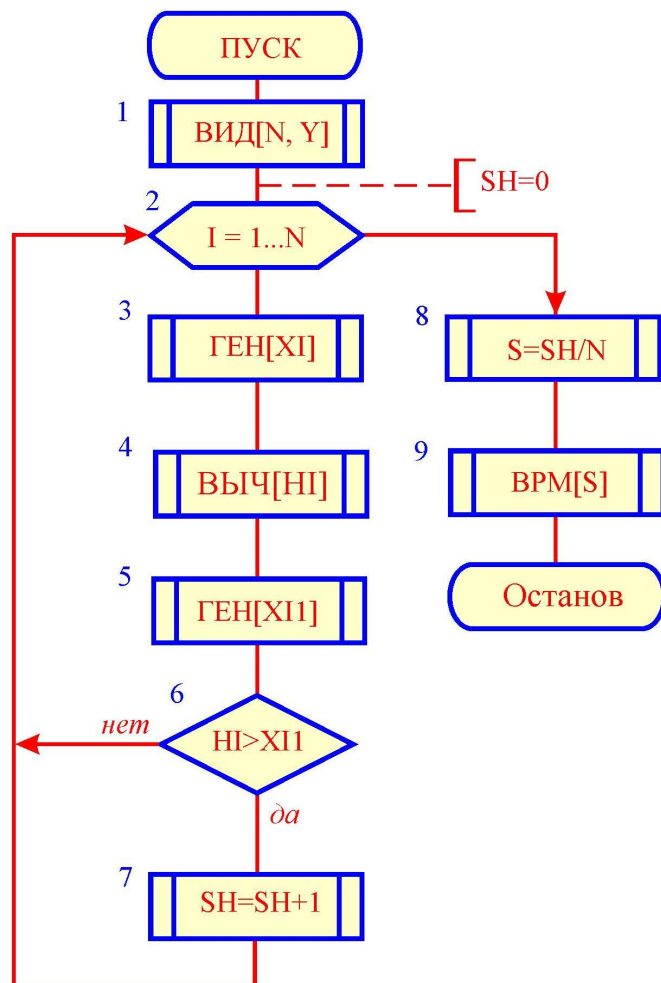 ПУСК
1
ВИД[N, Y]
SH=0
2
I = 1...N
3
ГЕН[XI]
4
ВЫЧ[HI]
5
ГЕН[XI1]
6
HI>XI1
нет
да
7
SH=SH+1
8
S=SH/N
9
ВРМ[S]
Останов